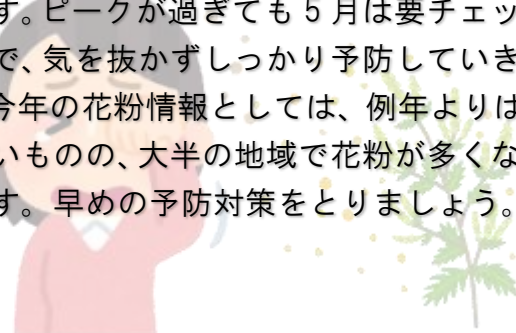 す。ピークが過ぎても5月は要チェッ
で、気を抜かずしっかり予防していき
今年の花粉情報としては、例年よりは
いものの、大半の地域で花粉が多くな
す。早めの予防対策をとりましょう。